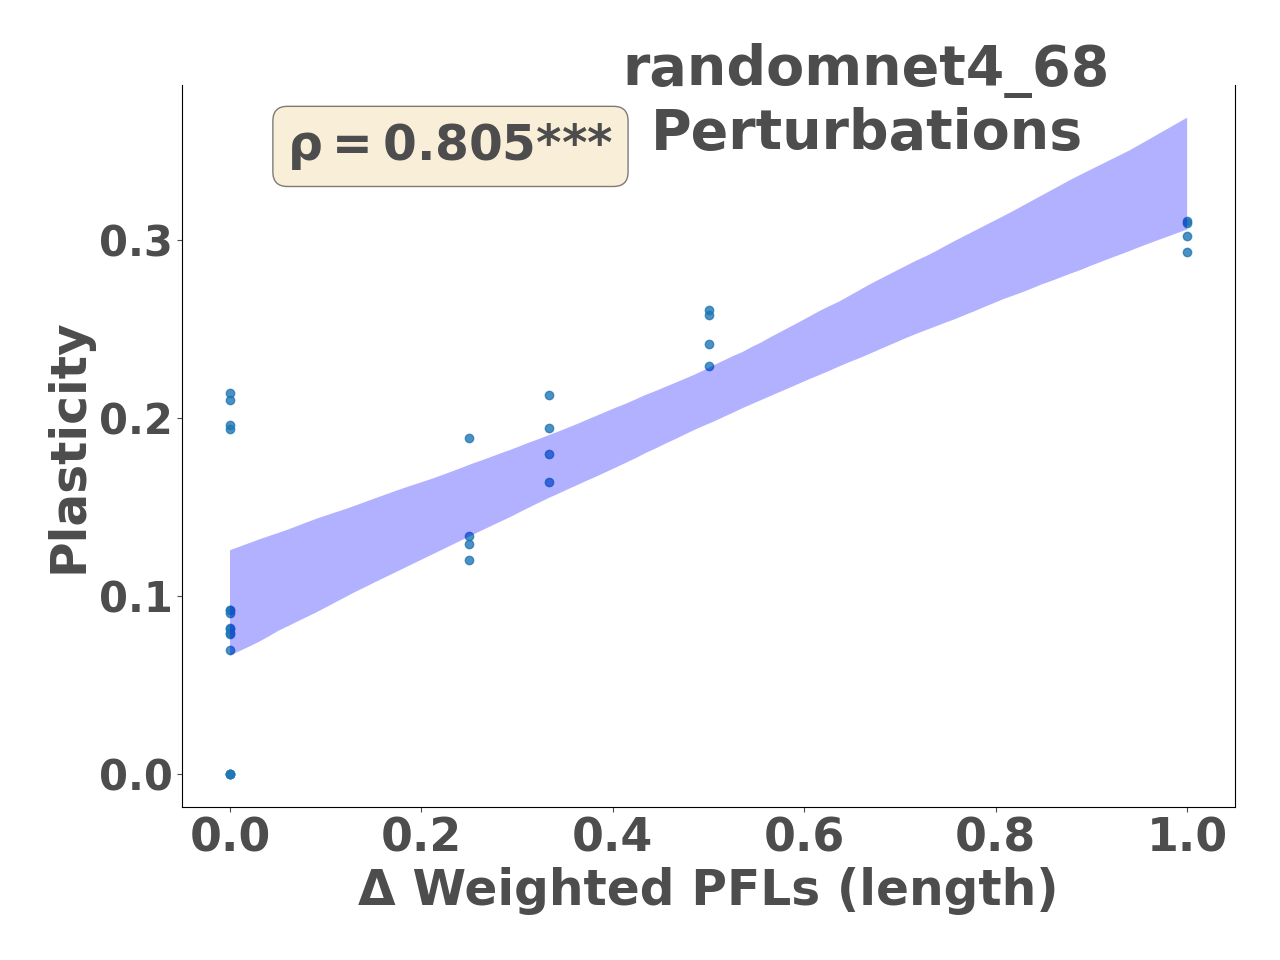 randomnet4_68
Perturbations
ρ = 0.805***
Plasticity
0.3
0.2
0.1
0.0
0.0 0.2 0.4 0.6 0.8 1.0
Δ Weighted PFLs (length)